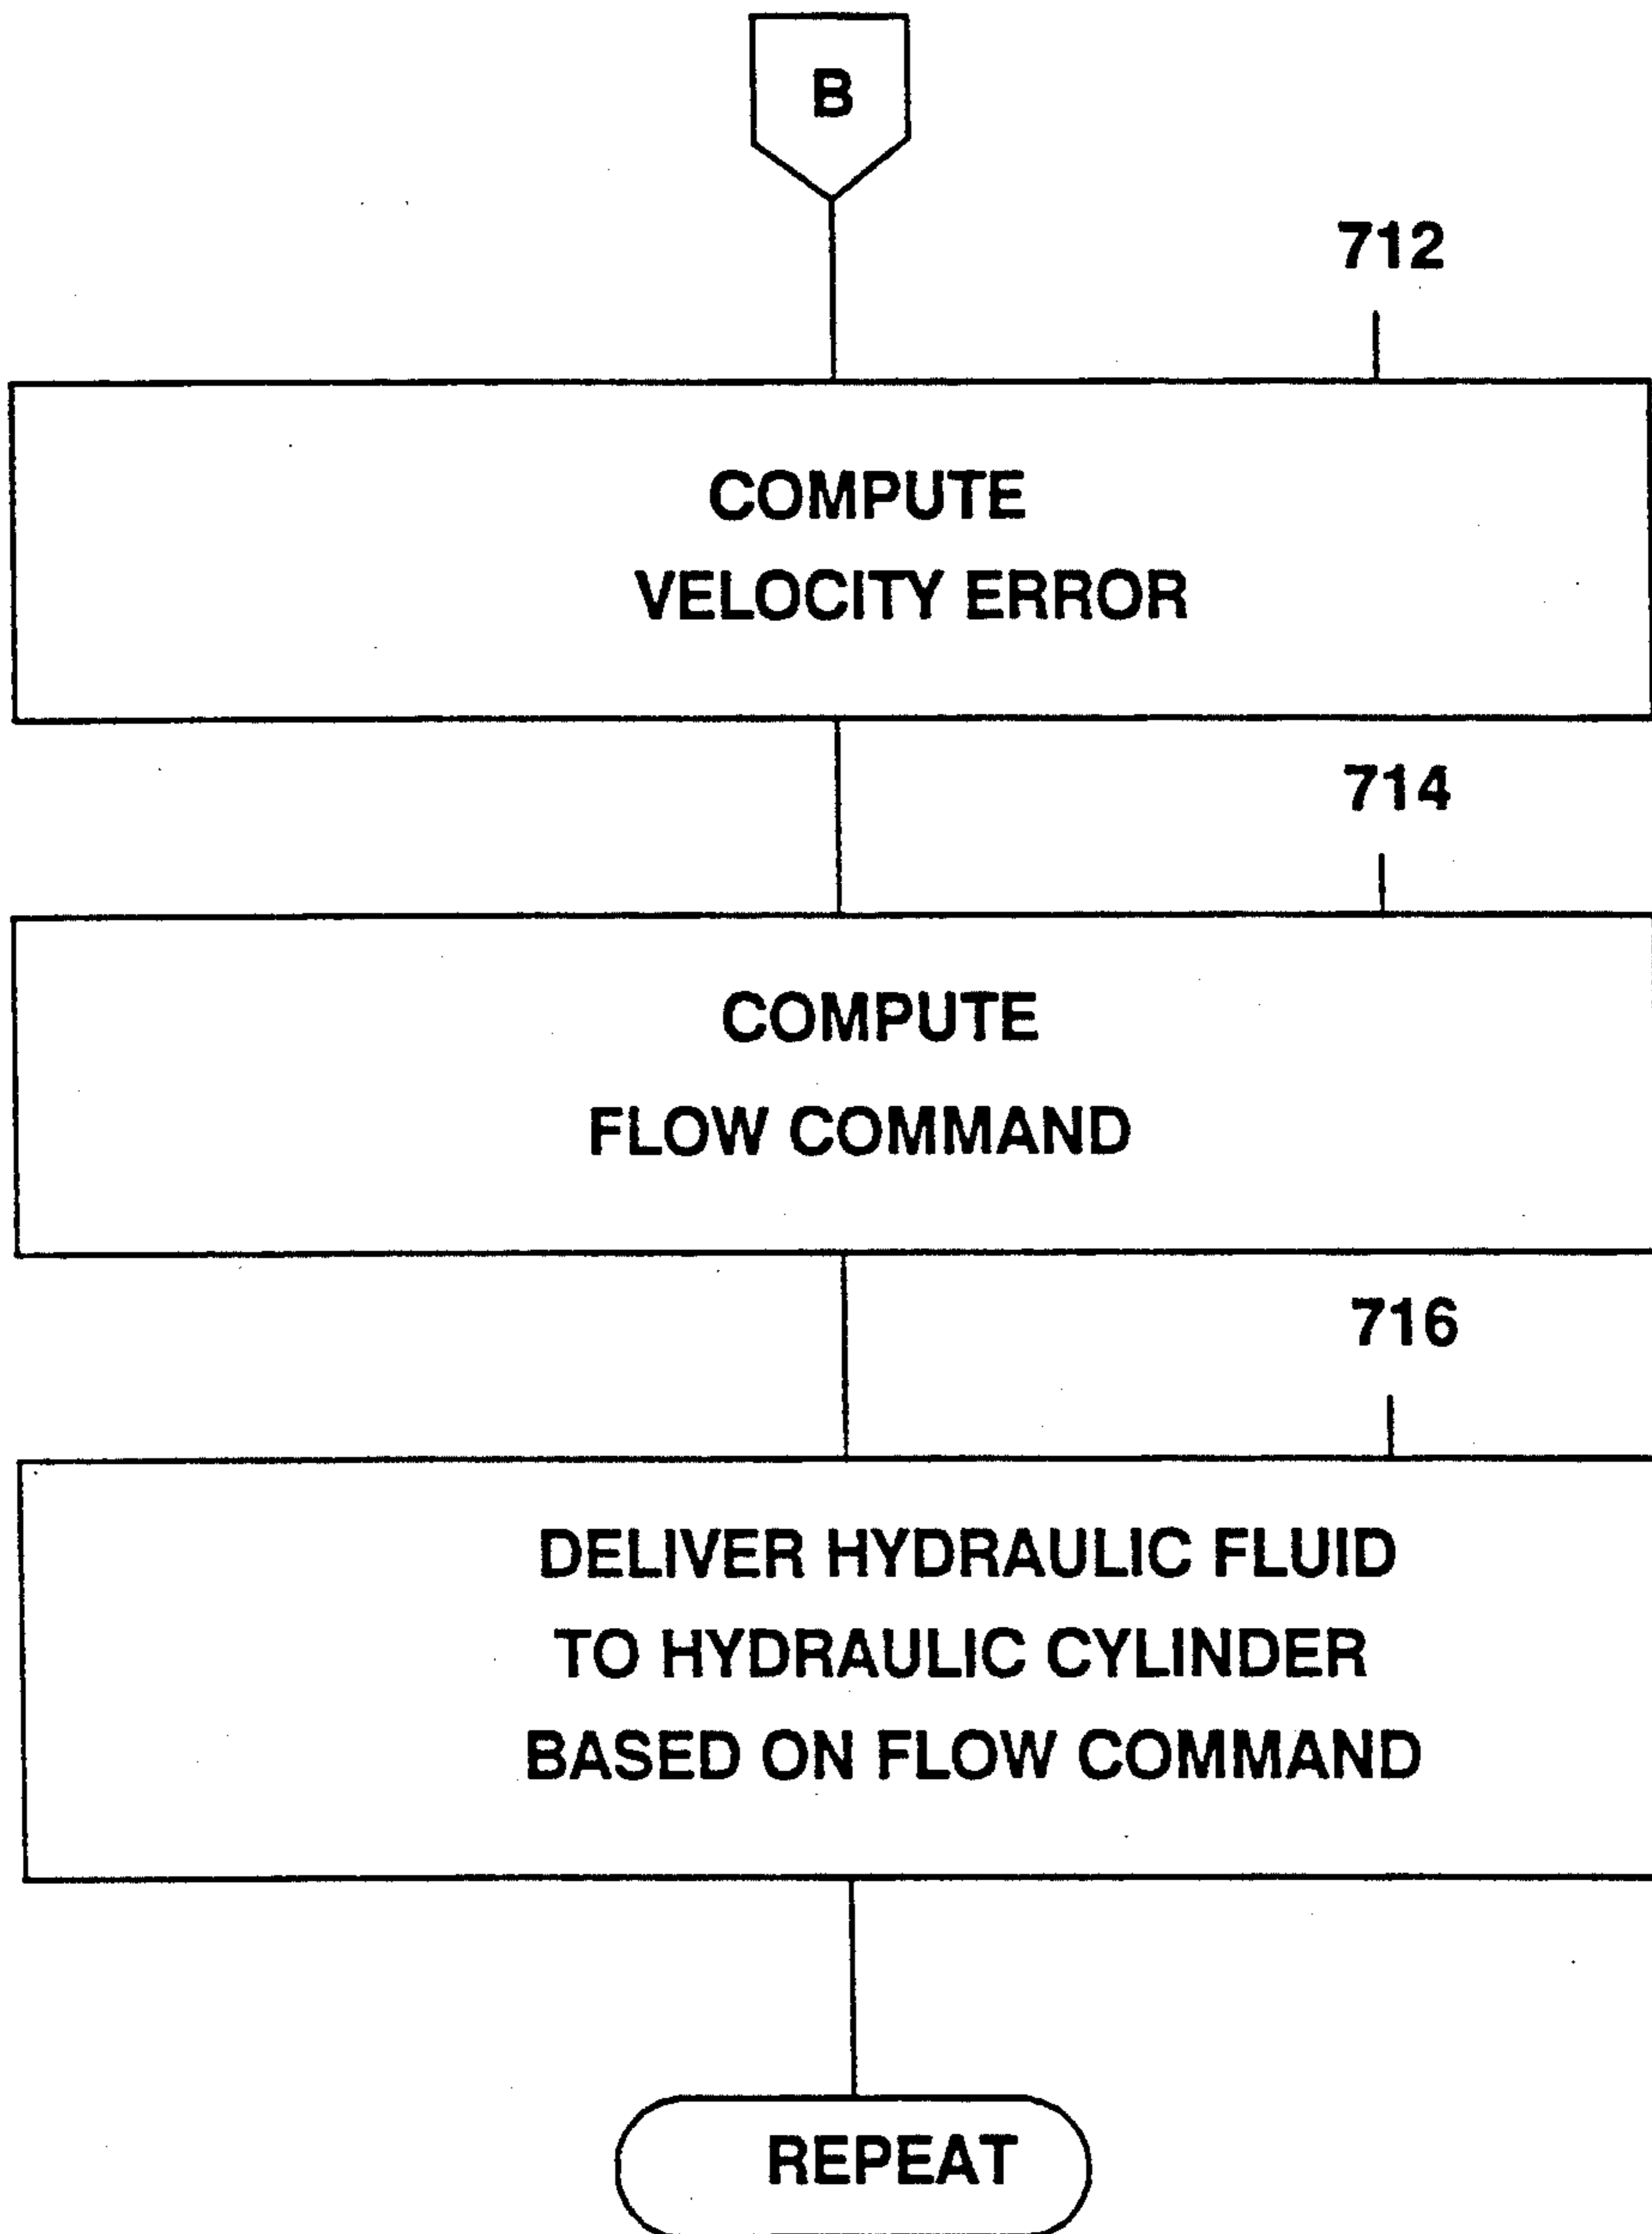 B
712
COMPUTE
VELOCITY ERROR
714
COMPUTE
FLOW COMMAND
716
DELIVER HYDRAULIC FLUID
TO HYDRAULIC CYLINDER
BASED ON FLOW COMMAND
REPEAT